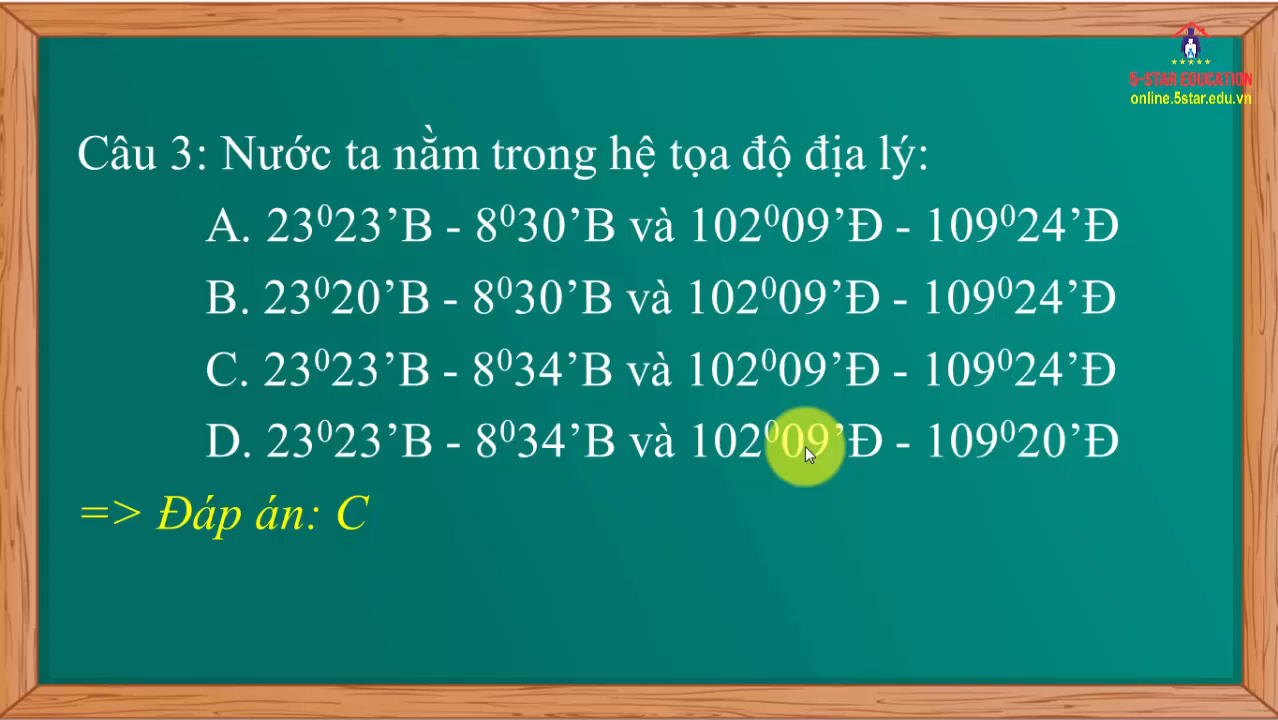 5-STAR EDUCATION
online.5star.edu.vn
Câu 3: Nước ta nằm trong hệ tọa độ địa lý:
A. 23⁰23’B - 8⁰30’B và 102⁰09’Đ - 109⁰24’Đ
B. 23⁰20’B - 8⁰30’B và 102⁰09’Đ - 109⁰24’Đ
C. 23⁰23’B - 8⁰34’B và 102⁰09’Đ - 109⁰24’Đ
D. 23⁰23’B - 8⁰34’B và 102⁰09’Đ - 109⁰20’Đ
=> Đáp án: C